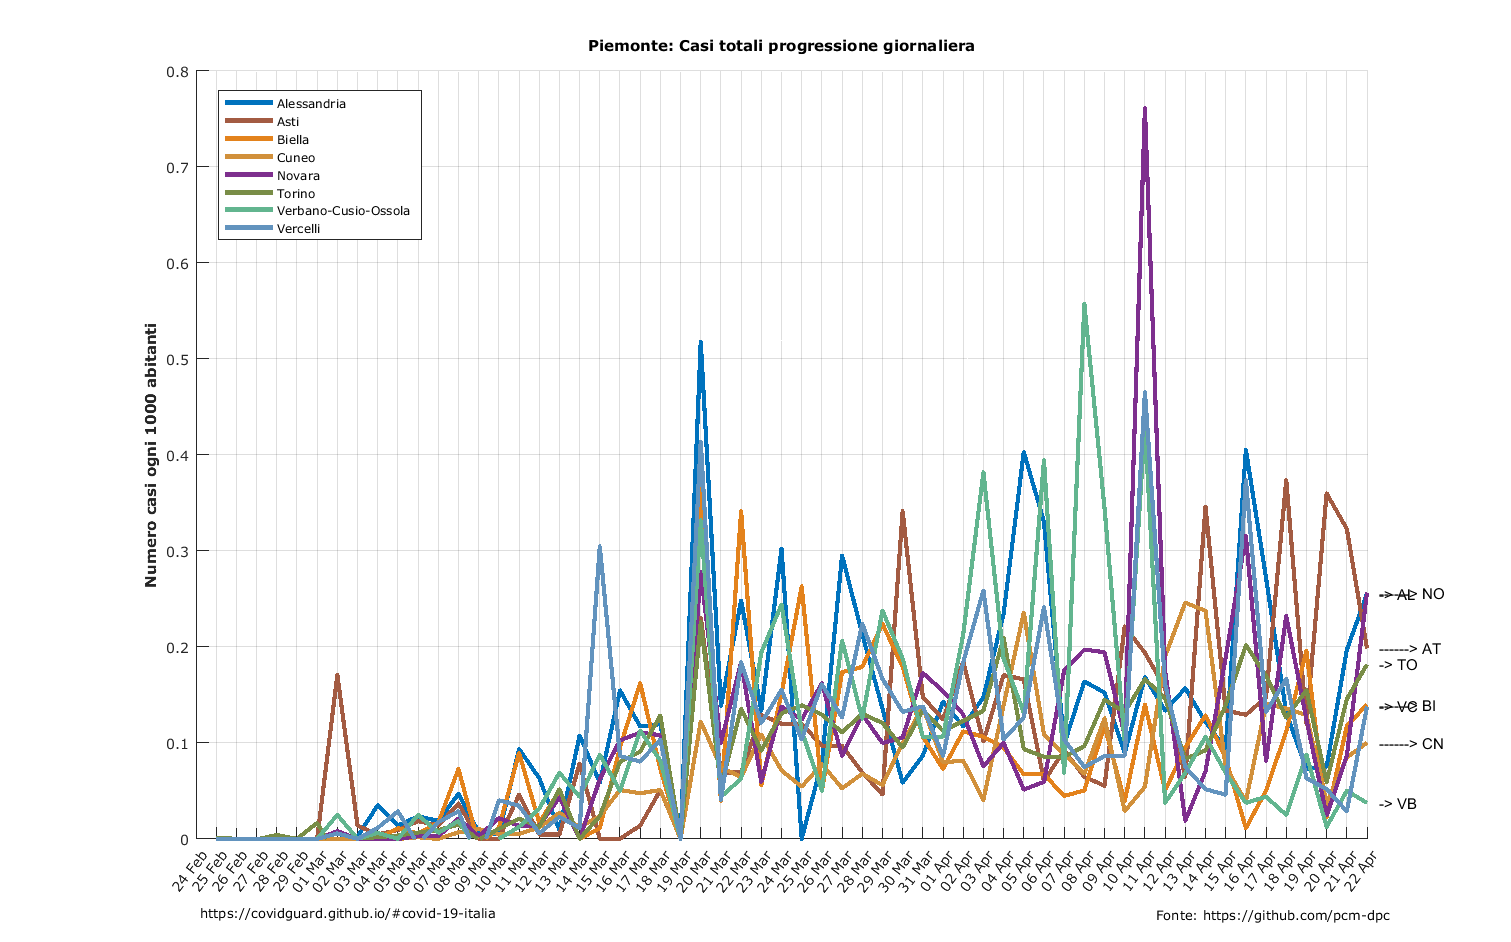 Piemonte: Casi totali progressione giornaliera
Numero casi ogni 1000 abitanti
0.8
0.7
0.6
0.5
0.4
0.3
0.2
0.1
0
Alessandria
Asti
Biella
Cuneo
Novara
Torino
Verbano-Cusio-Ossola
Vercelli
-> AL
------> NO
------> AT
-> TO
-> VC
------> BI
------> CN
-> VB
24 Feb
25 Feb
26 Feb
27 Feb
28 Feb
29 Feb
01 Mar
02 Mar
03 Mar
04 Mar
05 Mar
06 Mar
07 Mar
08 Mar
09 Mar
10 Mar
11 Mar
12 Mar
13 Mar
14 Mar
15 Mar
16 Mar
17 Mar
18 Mar
19 Mar
20 Mar
21 Mar
22 Mar
23 Mar
24 Mar
25 Mar
26 Mar
27 Mar
28 Mar
29 Mar
30 Mar
31 Mar
01 Apr
02 Apr
03 Apr
04 Apr
05 Apr
06 Apr
07 Apr
08 Apr
09 Apr
10 Apr
11 Apr
12 Apr
13 Apr
14 Apr
15 Apr
16 Apr
17 Apr
18 Apr
19 Apr
20 Apr
21 Apr
22 Apr
https://covidguard.github.io/#covid-19-italia
Fonte: https://github.com/pcm-dpc